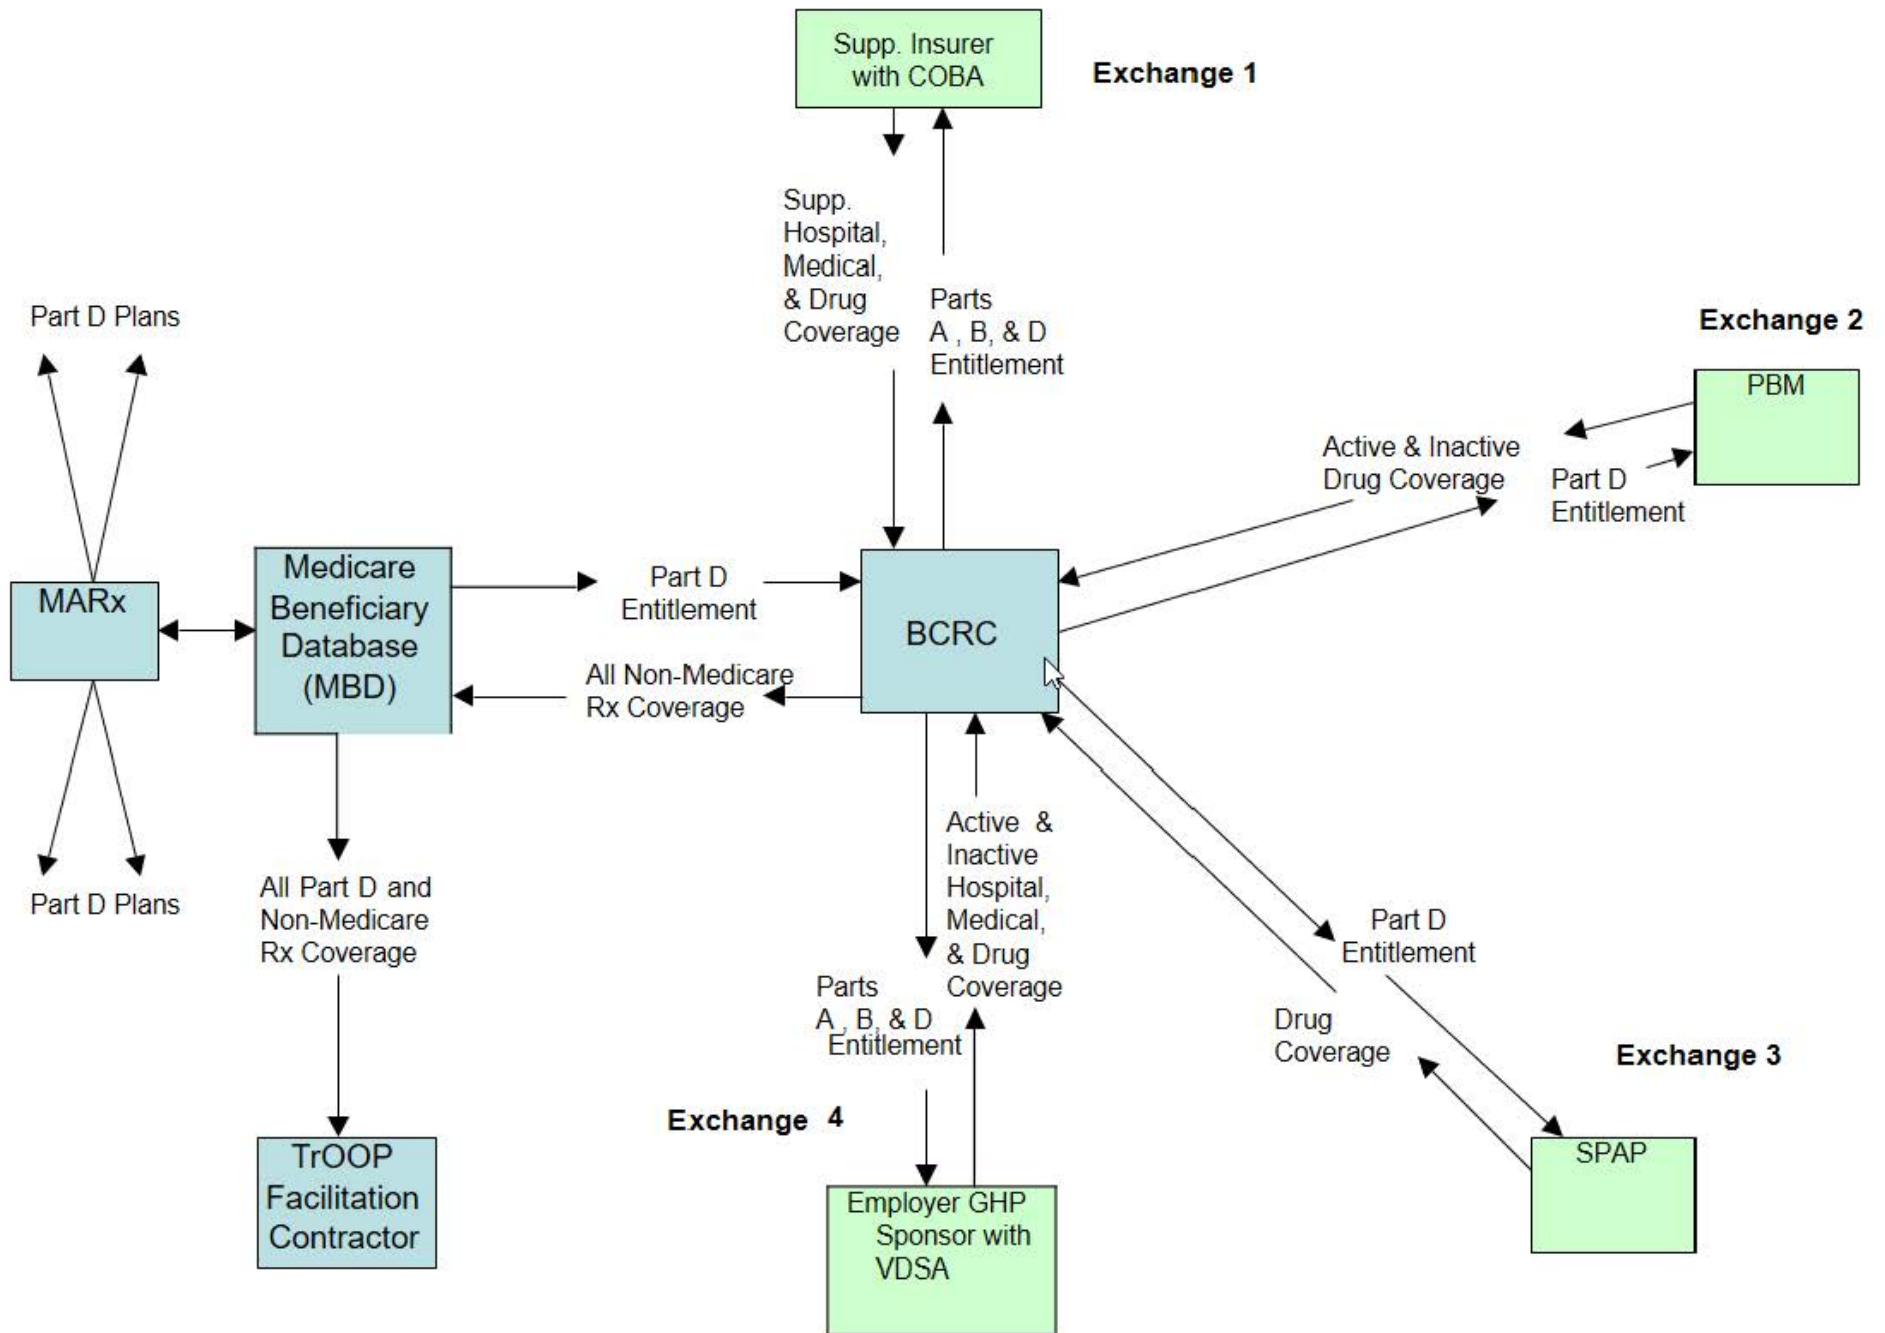 Supp. Insurer
with COBA
Exchange 1
Supp.
Hospital,
Medical,
& Drug
Coverage
Parts
A , B, & D
Entitlement
Part D Plans
Exchange 2
PBM
Active & Inactive
Drug Coverage
Part D
Entitlement
MARx
Medicare
Beneficiary
Database
(MBD)
Part D
Entitlement
BCRC
All Non-Medicare
Rx Coverage
Active &
Inactive
Hospital,
Medical,
& Drug
Coverage
Part D Plans
All Part D and
Non-Medicare
Rx Coverage
Parts
A , B, & D
Entitlement
Part D
Entitlement
Drug
Coverage
Exchange 3
Exchange 4
TrOOP
Facilitation
Contractor
Employer GHP
Sponsor with
VDSA
SPAP